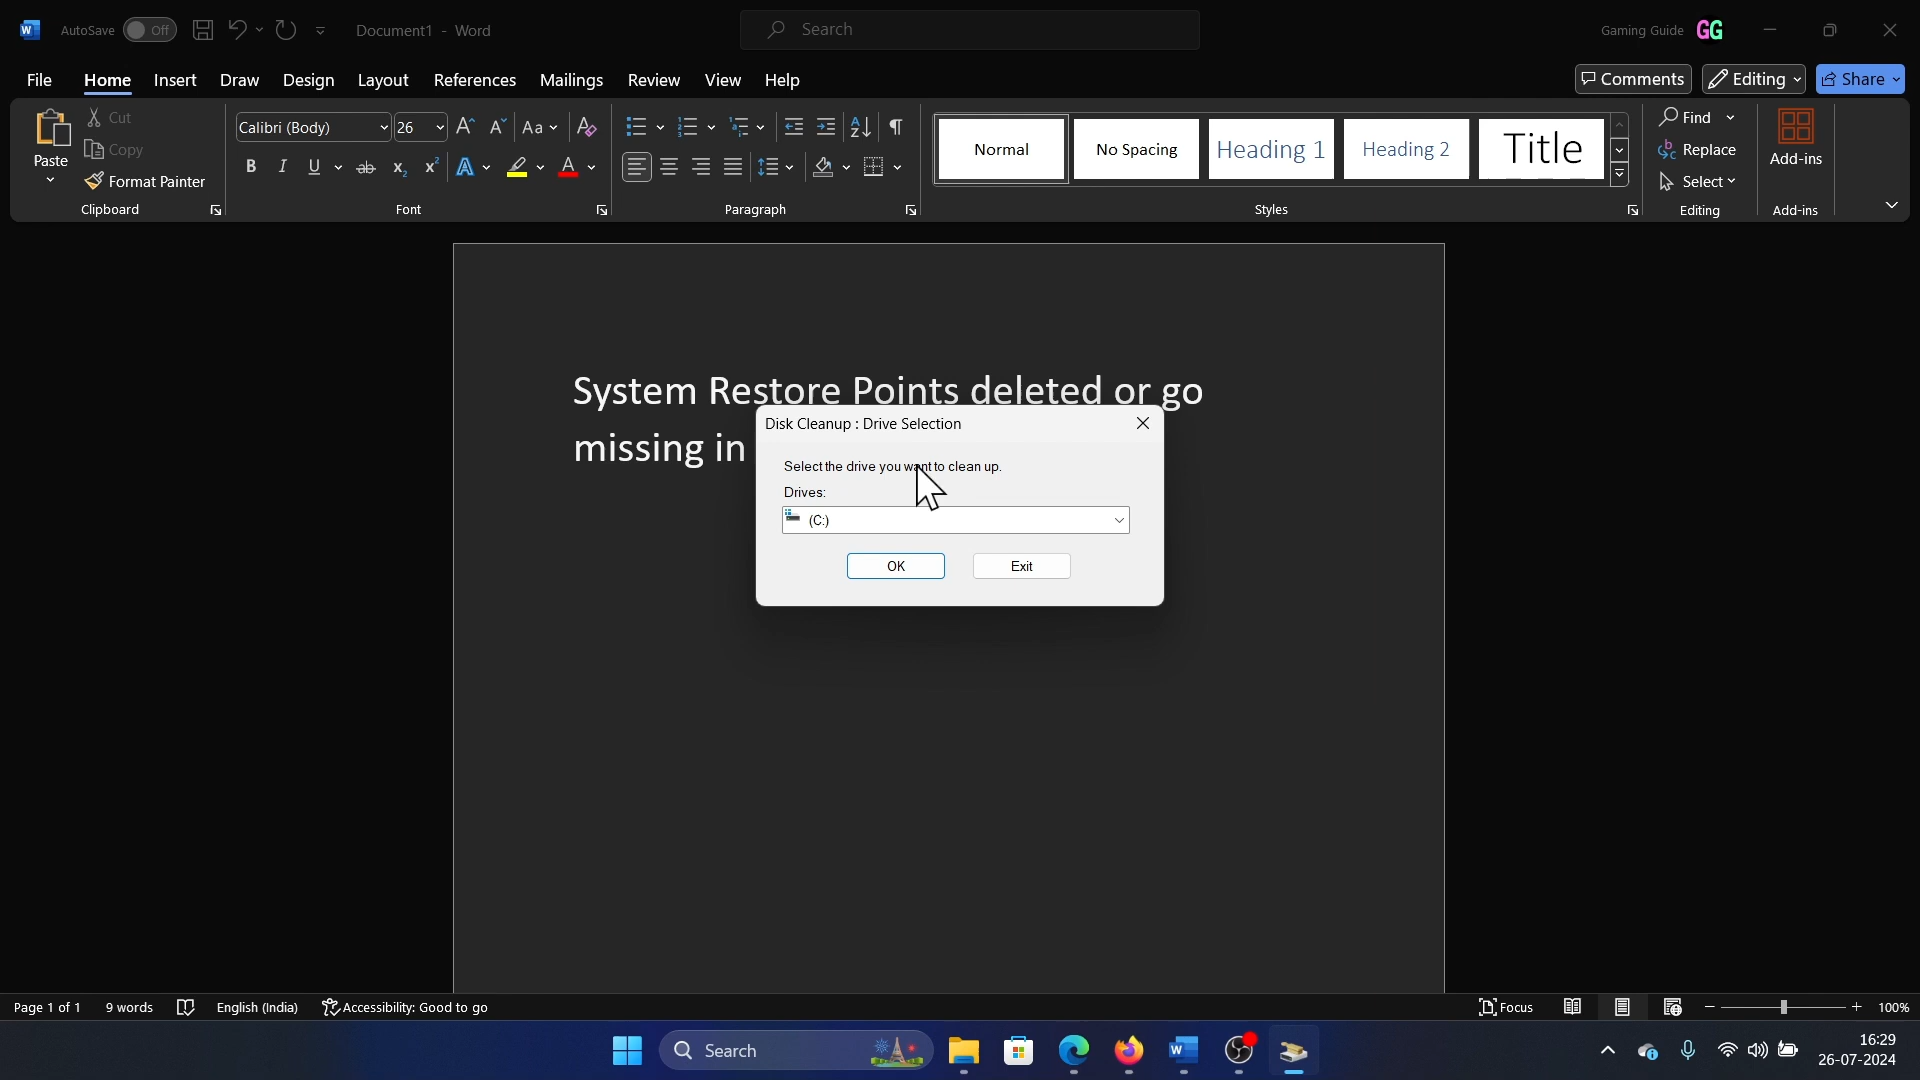 W AutoSave Off Document1 - Word Search Gaming Guide GG
File Home Insert Draw Design Layout References Mailings Review View Help Comments Editing Share
Paste
Cut
Copy
Format Painter
Clipboard
Calibri (Body) 26 Aa
B I U ab x₂ x² A A
Font
Paragraph
Normal No Spacing Heading 1 Heading 2 Title
Styles
Find
Replace
Select
Editing
Add-ins
Add-ins
System Restore Points deleted or go
missing in
Disk Cleanup : Drive Selection
Select the drive you want to clean up.
Drives:
(C:)
OK Exit
Page 1 of 1 9 words English (India) Accessibility: Good to go Focus 100%
Search
16:29
26-07-2024